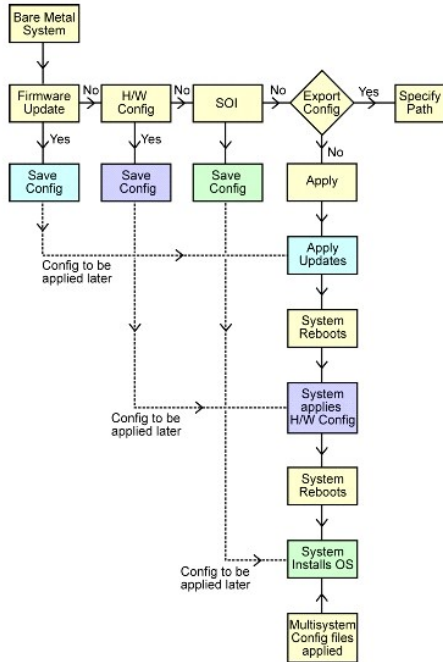 Bare Metal
System
Firmware
Update
No
H/W
Config
No
SOI
No
Export
Config
Yes
Specify
Path
Yes
Yes
No
Save
Config
Save
Config
Save
Config
Apply
Config to be
applied later
Apply
Updates
System
Reboots
Config to be
applied later
System
applies
H/W Config
System
Reboots
Config to be
applied later
System
Installs OS
Multisystem
Config files
applied